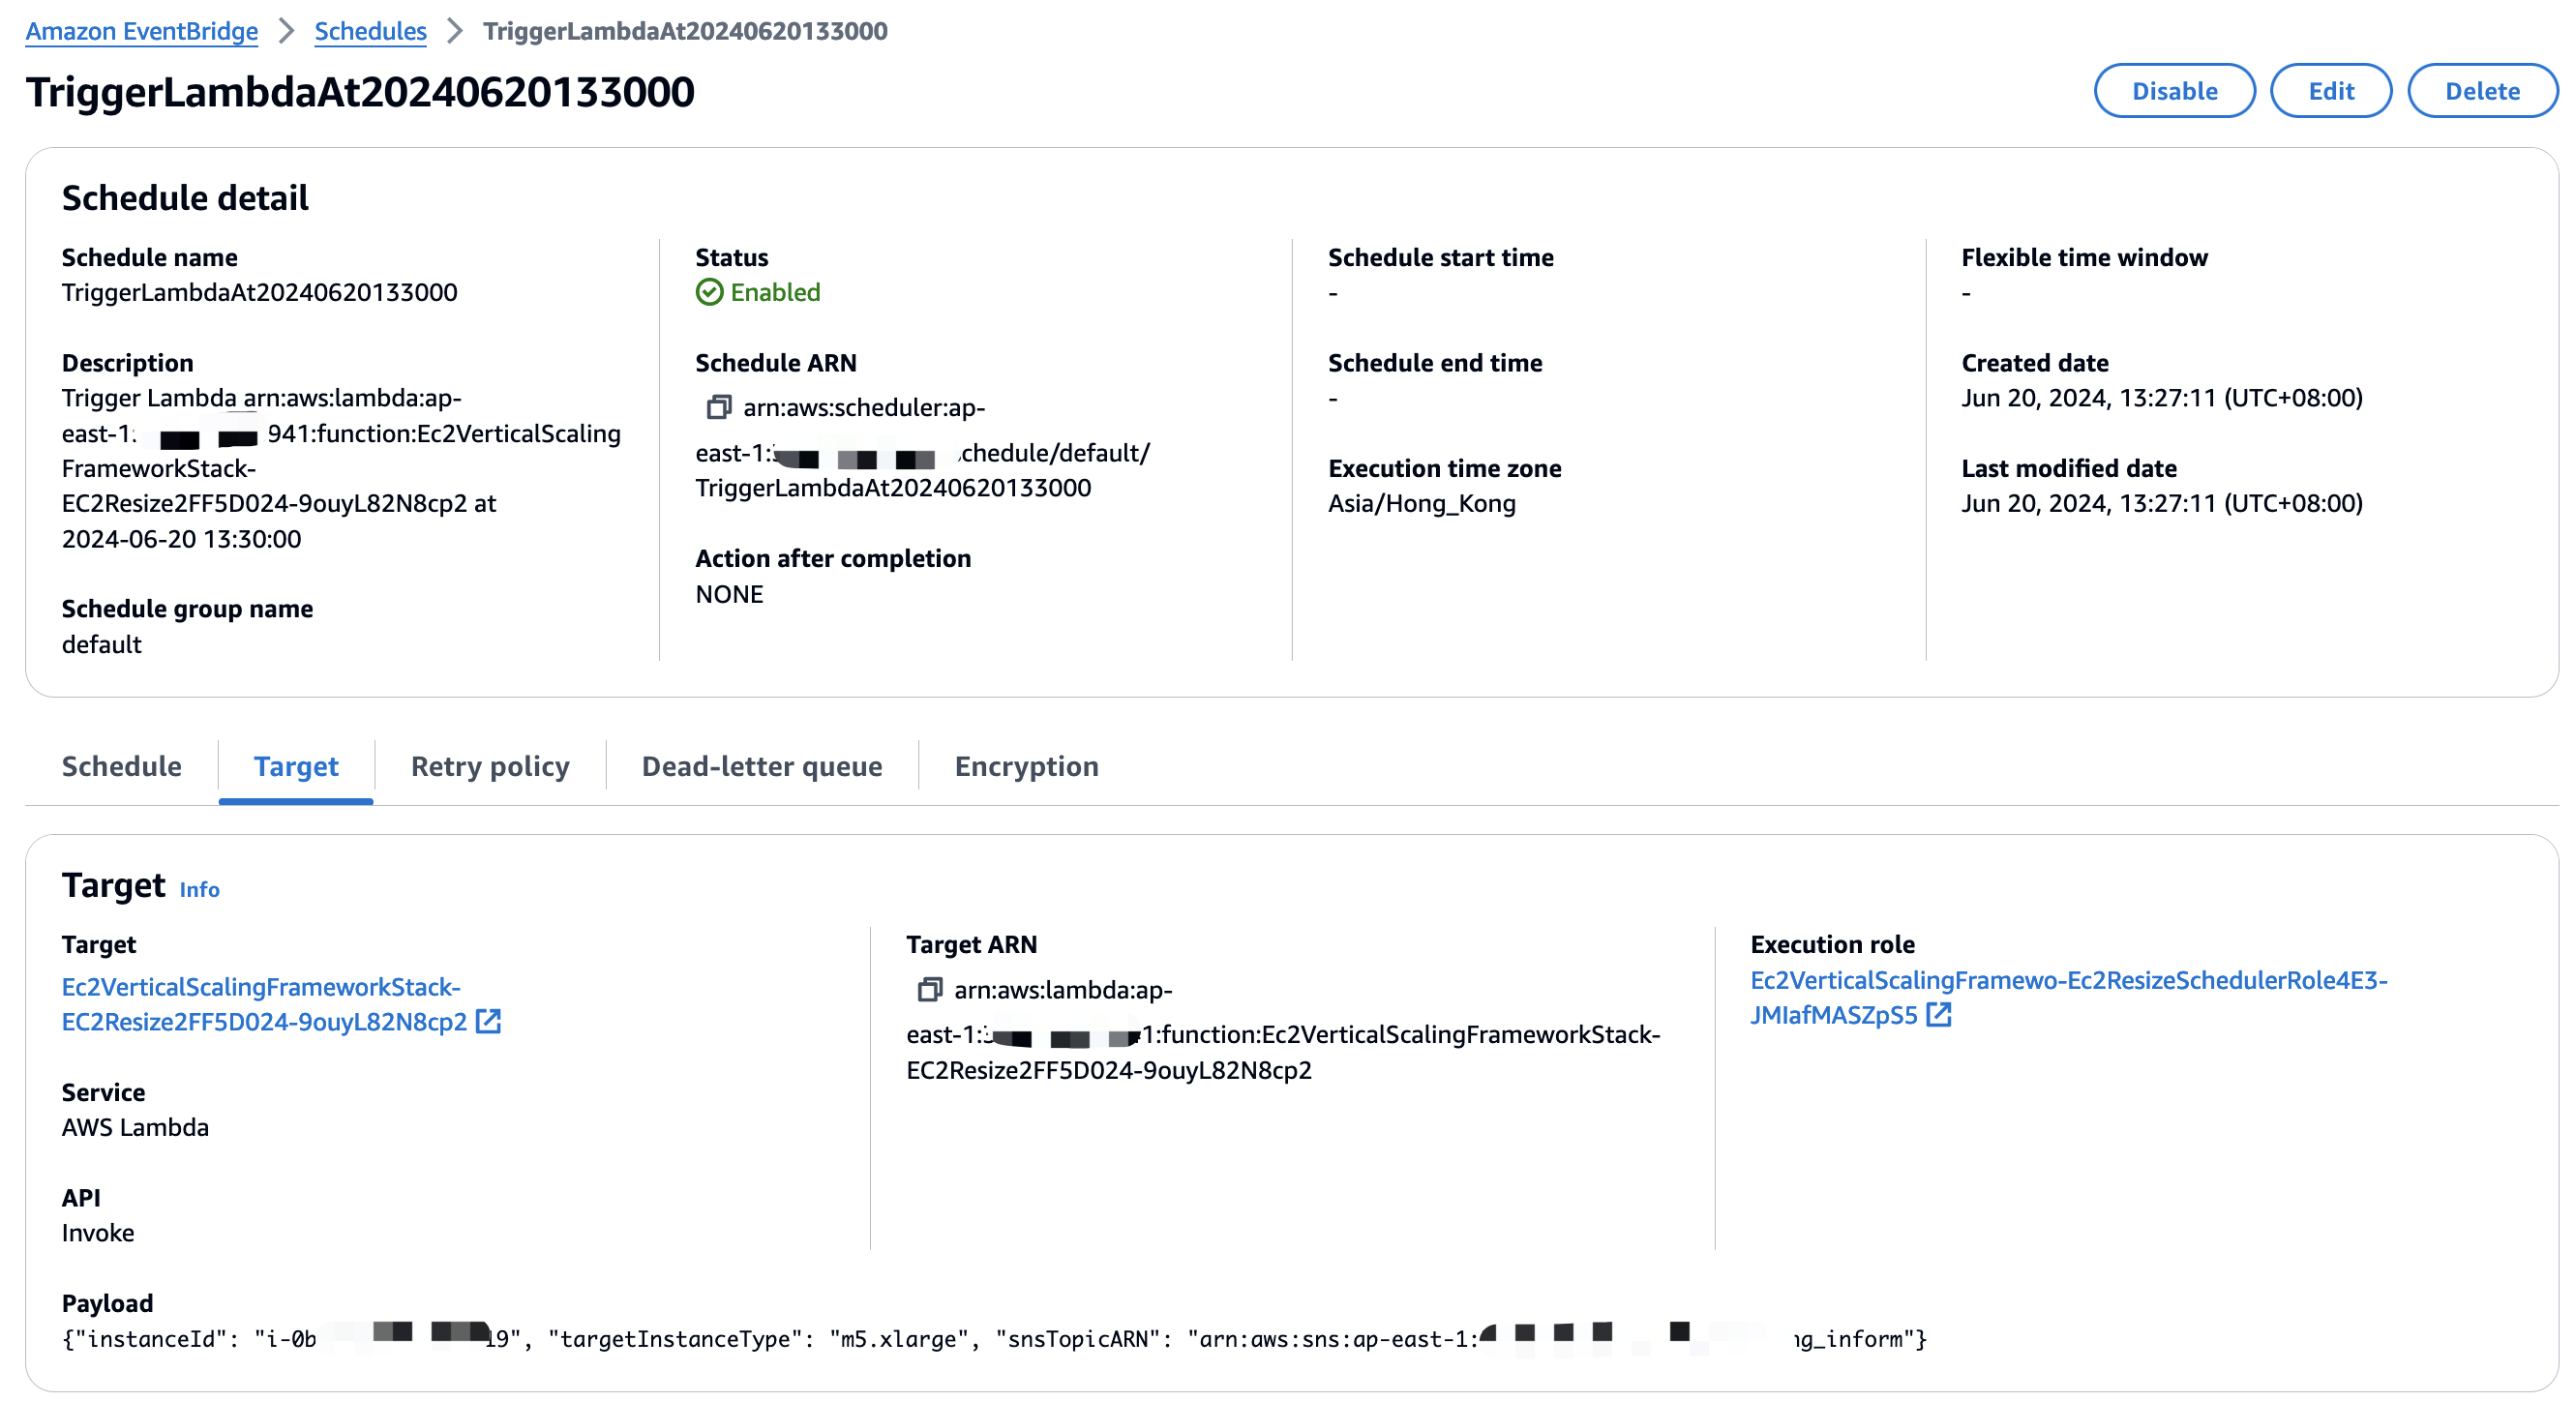 Amazon EventBridge > Schedules > TriggerLambdaAt20240620133000
TriggerLambdaAt20240620133000
Disable
Edit
Delete
Schedule detail
Schedule name
TriggerLambdaAt20240620133000
Description
Trigger Lambda arn:aws:lambda:ap-
east-1: 941:function:Ec2VerticalScaling
FrameworkStack-
EC2Resize2FF5D024-9ouyL82N8cp2 at
2024-06-20 13:30:00
Schedule group name
default
Status
Enabled
Schedule ARN
arn:aws:scheduler:ap-
east-1: chedule/default/
TriggerLambdaAt20240620133000
Action after completion
NONE
Schedule start time
-
Schedule end time
-
Execution time zone
Asia/Hong_Kong
Flexible time window
-
Created date
Jun 20, 2024, 13:27:11 (UTC+08:00)
Last modified date
Jun 20, 2024, 13:27:11 (UTC+08:00)
Schedule
Target
Retry policy
Dead-letter queue
Encryption
Target Info
Target
Ec2VerticalScalingFrameworkStack-
EC2Resize2FF5D024-9ouyL82N8cp2
Service
AWS Lambda
API
Invoke
Target ARN
arn:aws:lambda:ap-
east-1: 1:function:Ec2VerticalScalingFrameworkStack-
EC2Resize2FF5D024-9ouyL82N8cp2
Execution role
Ec2VerticalScalingFramewo-Ec2ResizeSchedulerRole4E3-
JMIafMASZpS5
Payload
{"instanceId": "i-0b 19", "targetInstanceType": "m5.xlarge", "snsTopicARN": "arn:aws:sns:ap-east-1: ng_inform"}